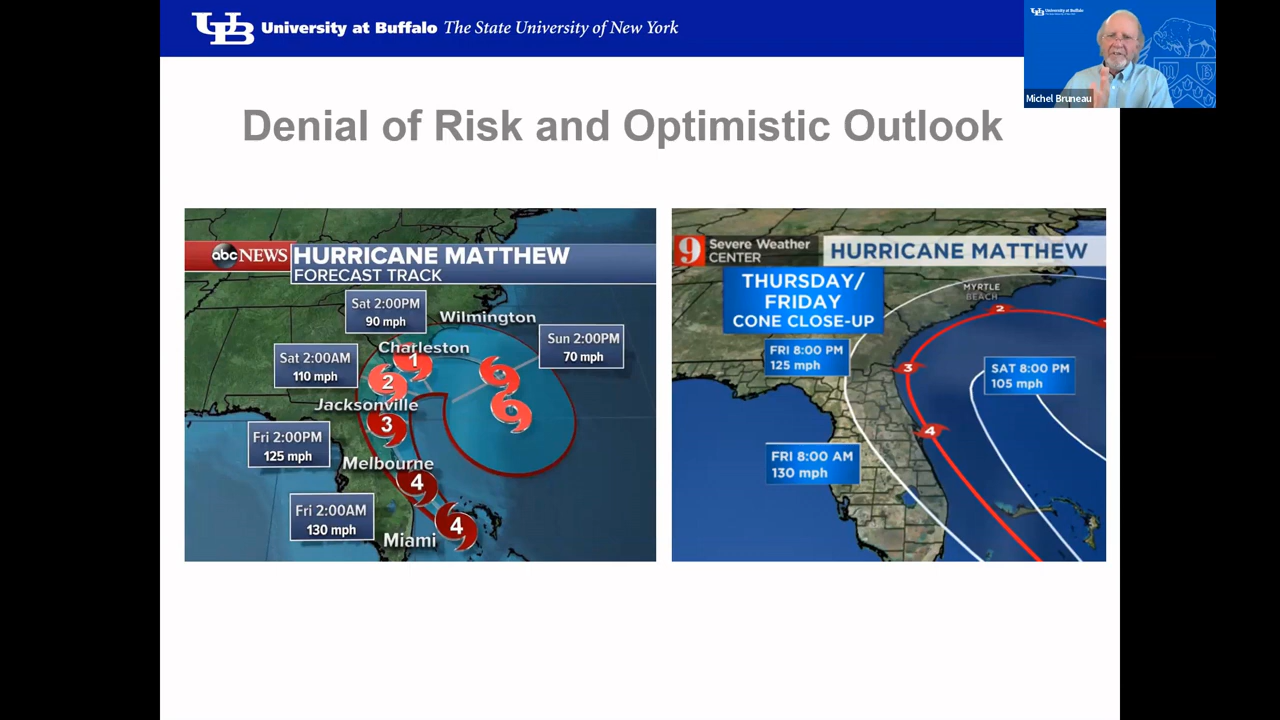 UB University at Buffalo The State University of New York
University at Buffalo
Michel Bruneau
Denial of Risk and Optimistic Outlook
abc NEWS HURRICANE MATTHEW
FORECAST TRACK
Sat 2:00PM
90 mph
Wilmington
Sun 2:00PM
70 mph
Charleston
1
Sat 2:00AM
110 mph
2
Jacksonville
3
Fri 2:00PM
125 mph
Melbourne
4
Fri 2:00AM
130 mph
4
Miami
9 Severe Weather
CENTER
HURRICANE MATTHEW
THURSDAY/
FRIDAY
CONE CLOSE-UP
MYRTLE
BEACH
2
FRI 8:00 PM
125 mph
3
SAT 8:00 PM
105 mph
4
FRI 8:00 AM
130 mph